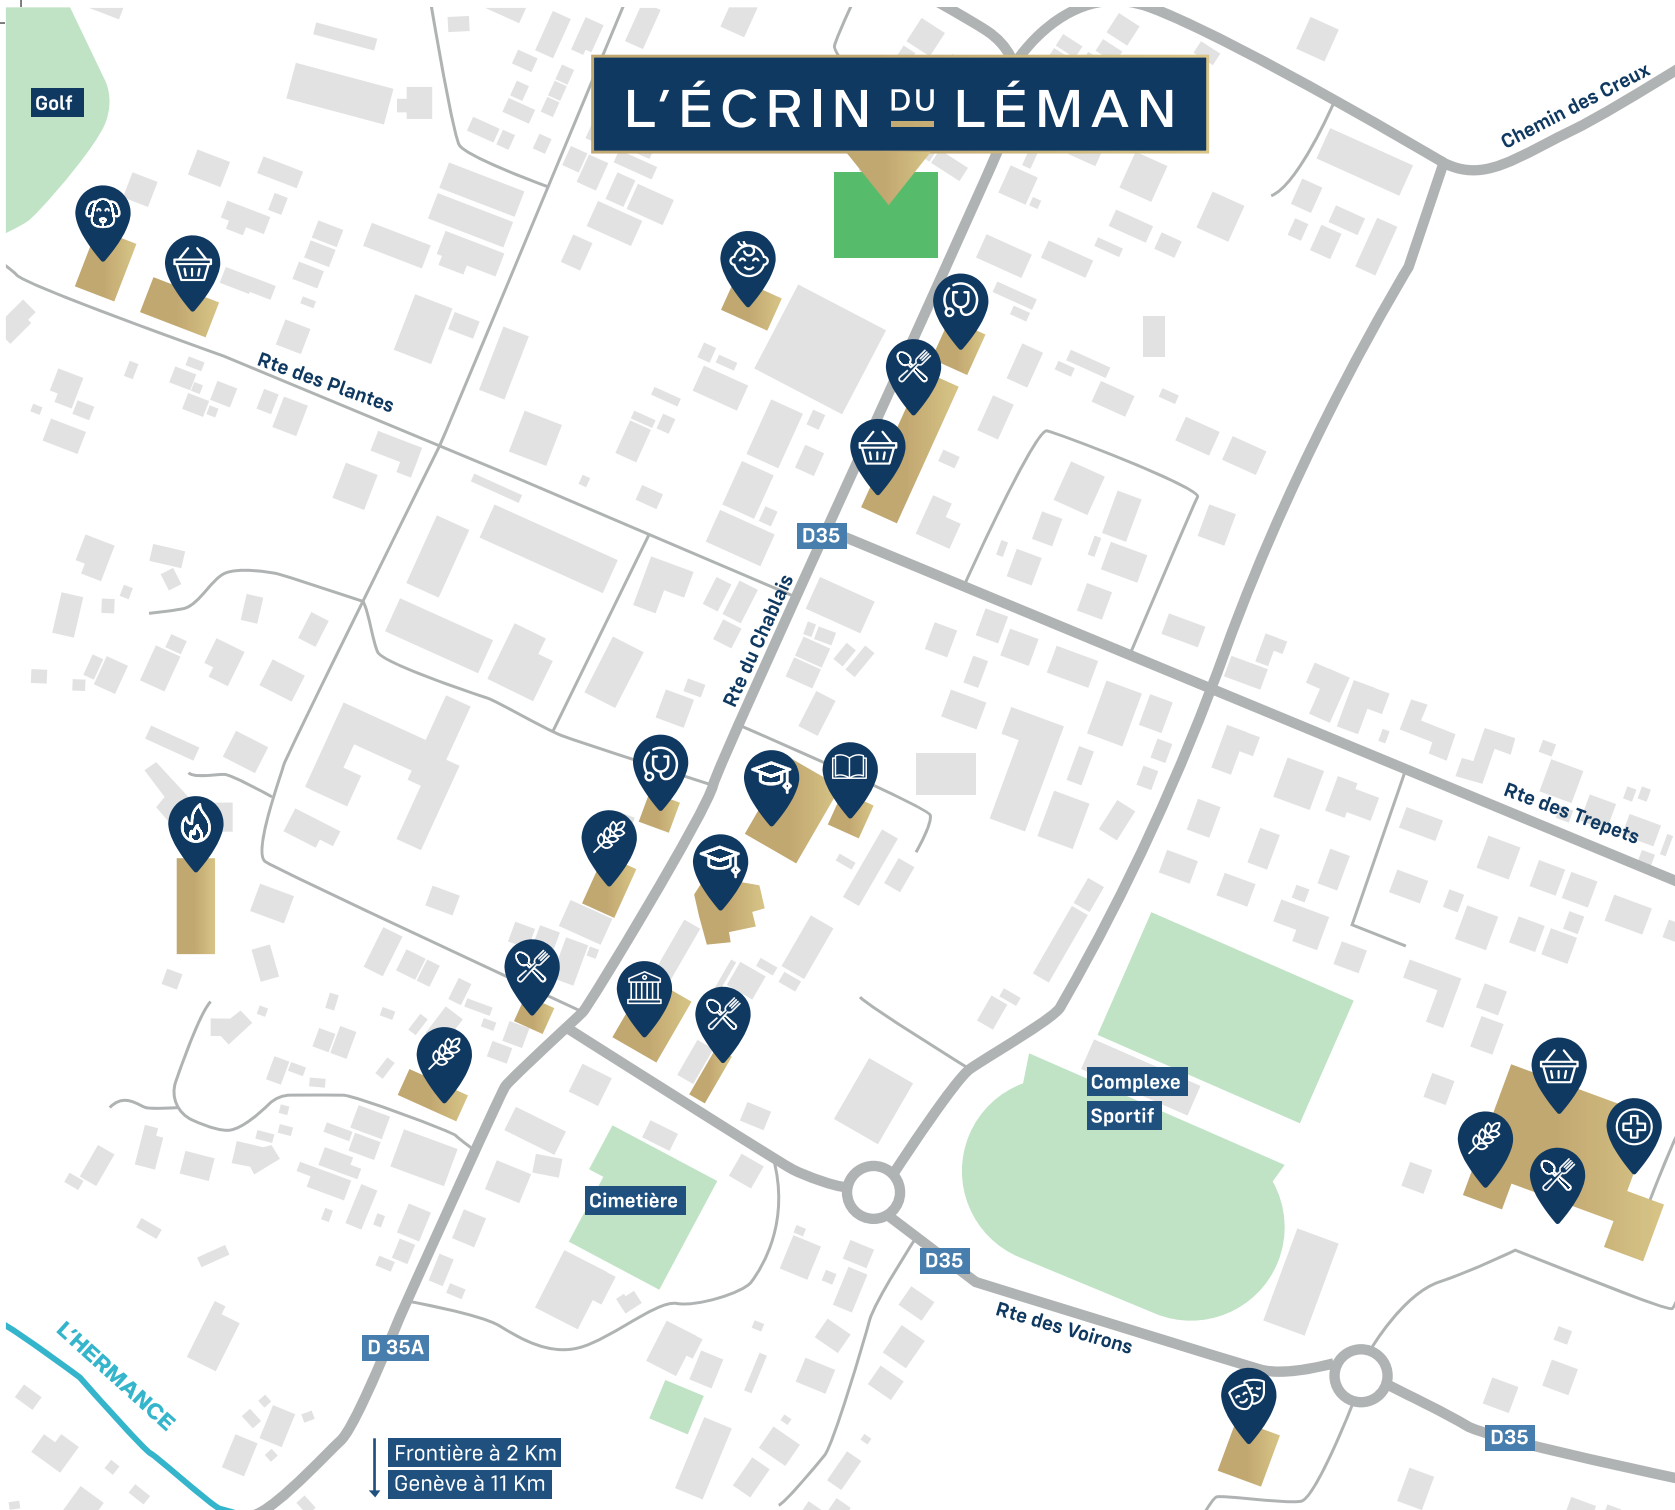 Golf
L'ÉCRIN DU LÉMAN
Chemin des Creux
Rte des Plantes
D35
Rte du Chablais
Rte des Trepets
Complexe
Sportif
Cimetière
D35
Rte des Voirons
D 35A
L'HERMANCE
D35
Frontière à 2 Km
Genève à 11 Km